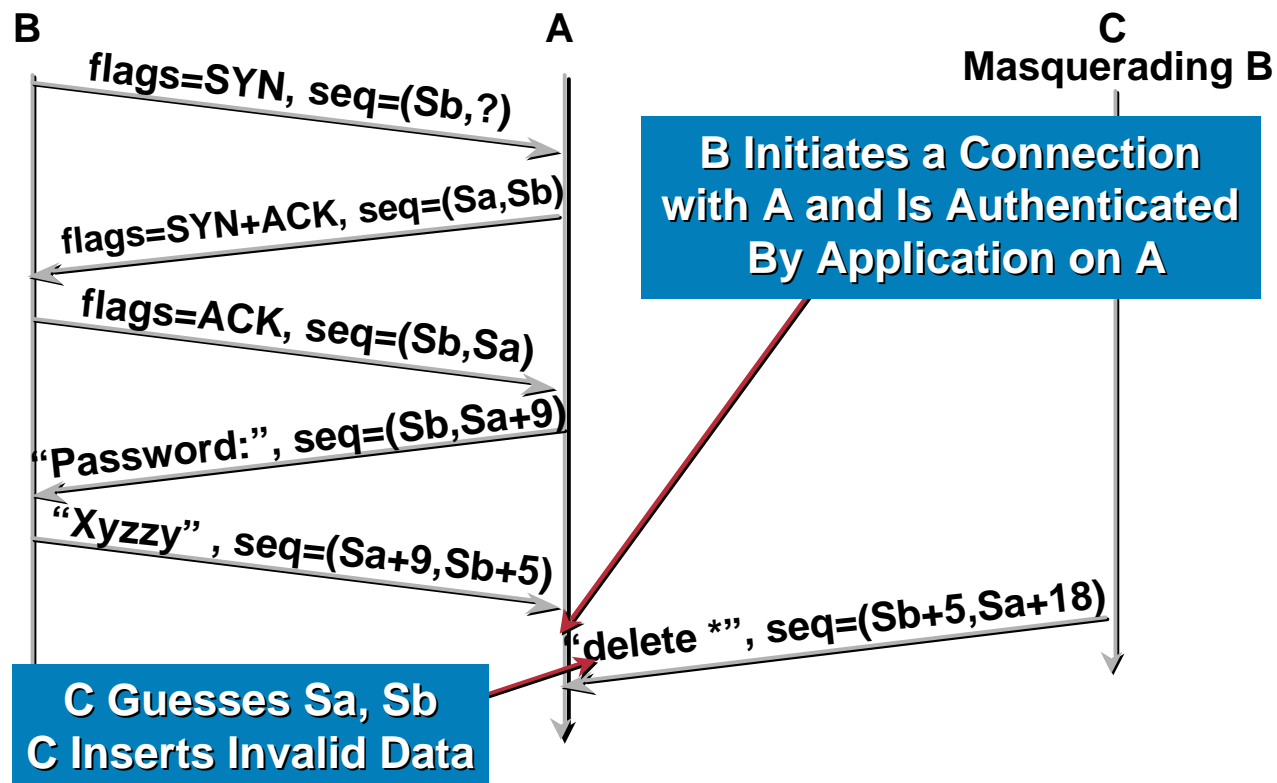 B
A
C
Masquerading B
flags=SYN, seq=(Sb,?)
B Initiates a Connection
with A and Is Authenticated
By Application on A
flags=SYN+ACK, seq=(Sa,Sb)
flags=ACK, seq=(Sb,Sa)
“Password:”, seq=(Sb,Sa+9)
“Xyzzy” , seq=(Sa+9,Sb+5)
“delete *”, seq=(Sb+5,Sa+18)
C Guesses Sa, Sb
C Inserts Invalid Data